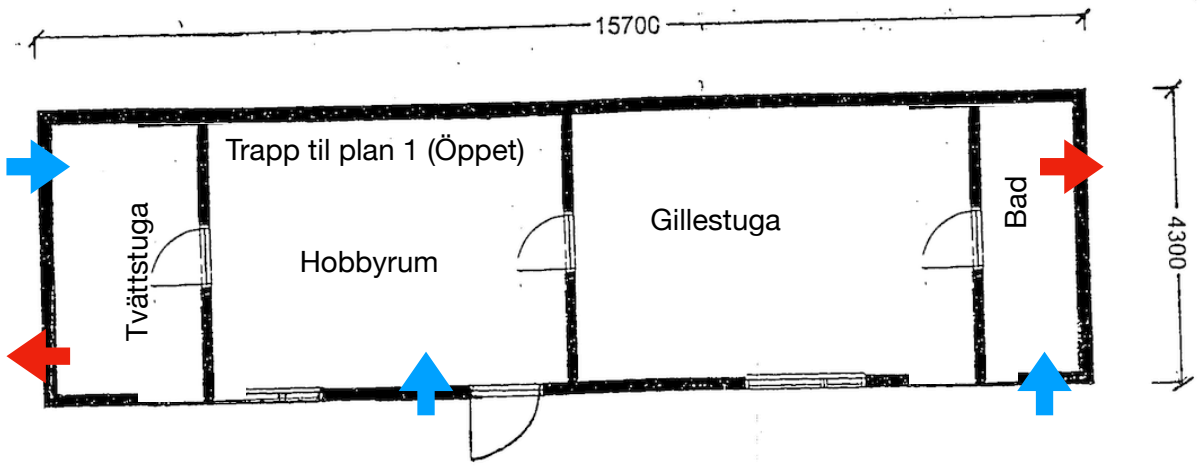 15700
Trapp til plan 1 (Öppet)
Tvättstuga
Hobbyrum
Gillestuga
Bad
4300